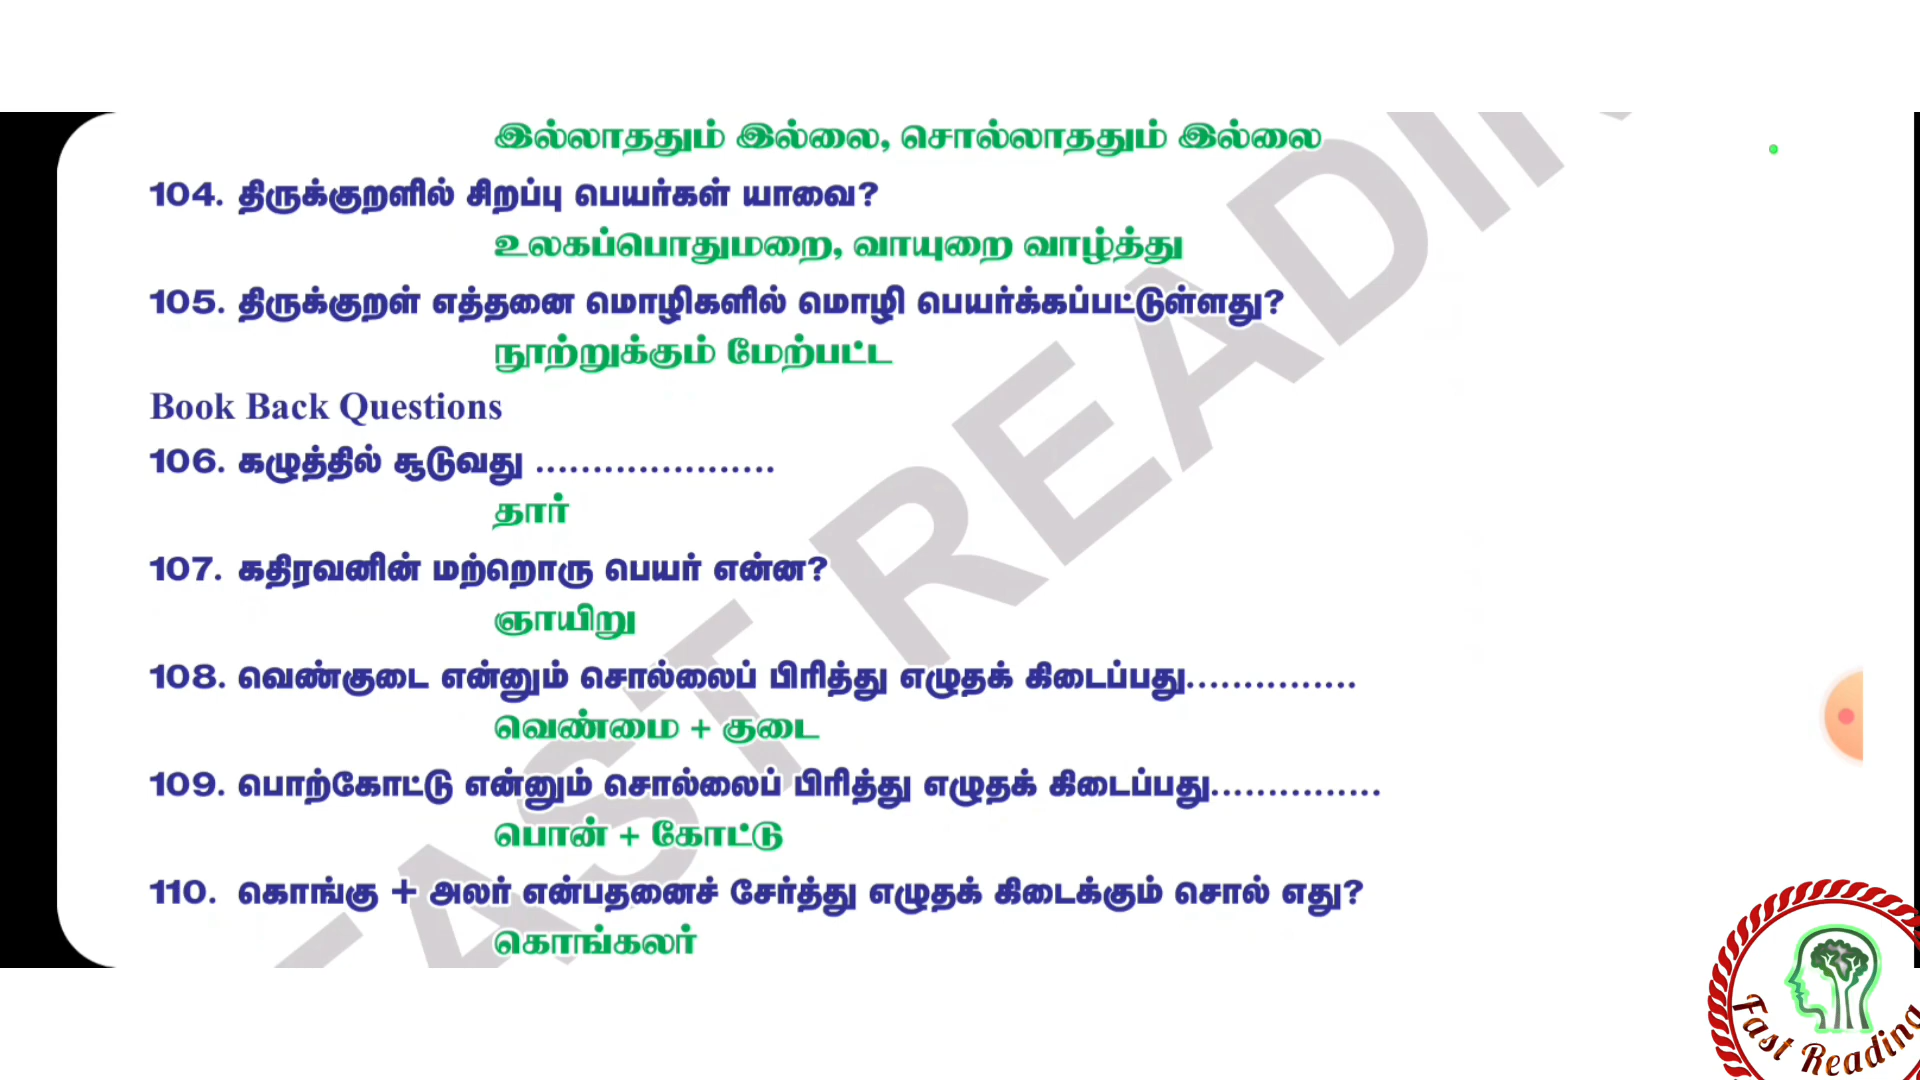 இல்லாததும் இல்லை, சொல்லாததும் இல்லை
104. திருக்குறளில் சிறப்பு பெயர்கள் யாவை?
உலகப்பொதுமறை, வாயுறை வாழ்த்து
105. திருக்குறள் எத்தனை மொழிகளில் மொழி பெயர்க்கப்பட்டுள்ளது?
நூற்றுக்கும் மேற்பட்ட
Book Back Questions
106. கழுத்தில் சூடுவது .....................
தார்
107. கதிரவனின் மற்றொரு பெயர் என்ன?
ஞாயிறு
108. வெண்குடை என்னும் சொல்லைப் பிரித்து எழுதக் கிடைப்பது...............
வெண்மை + குடை
109. பொற்கோட்டு என்னும் சொல்லைப் பிரித்து எழுதக் கிடைப்பது...............
பொன் + கோட்டு
110. கொங்கு + அலர் என்பதனைச் சேர்த்து எழுதக் கிடைக்கும் சொல் எது?
கொங்கலர்
FAST READIN
Fast Reading